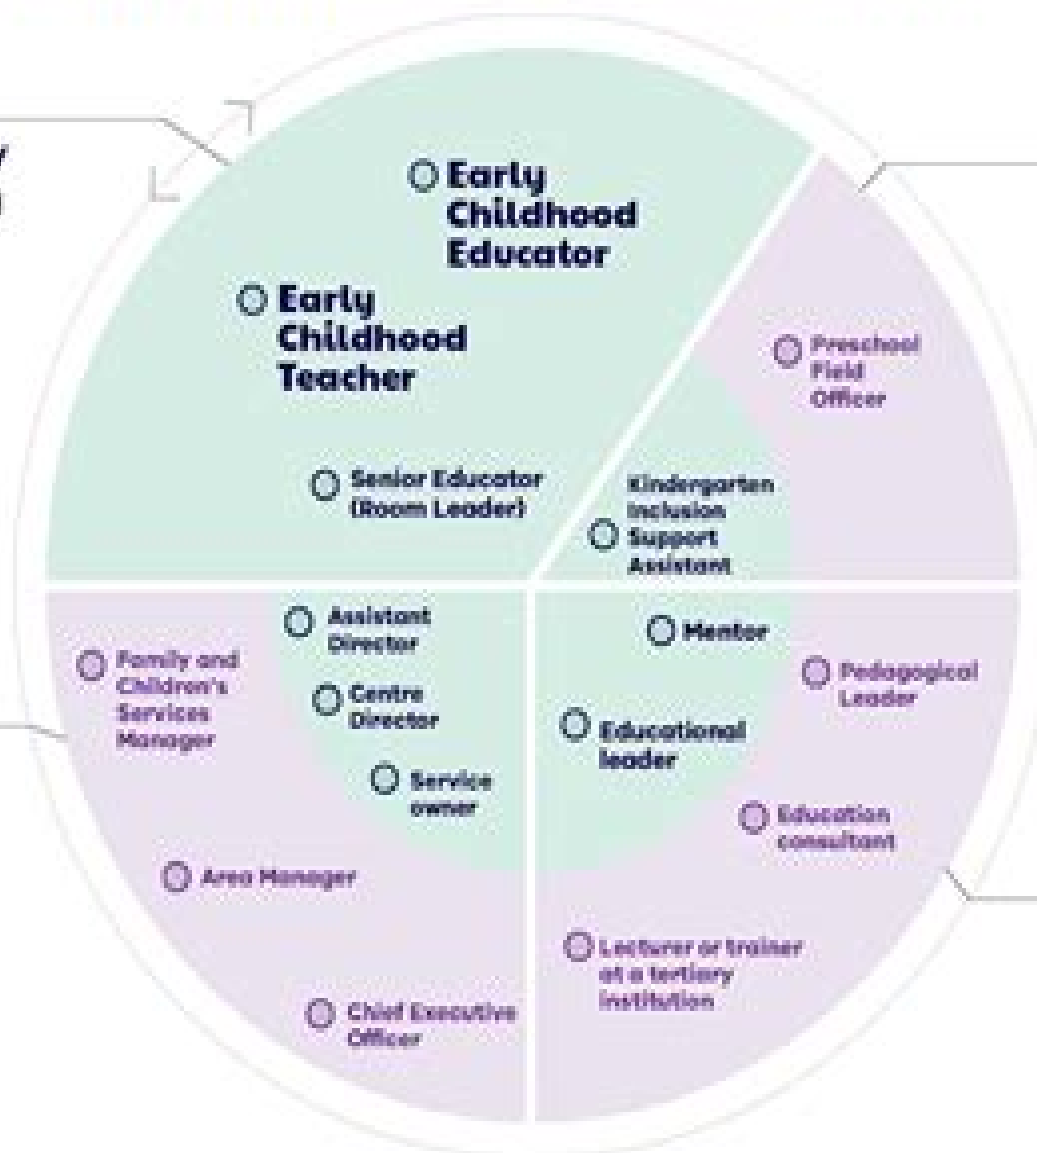 Early
Childhood
Educator
Early
Childhood
Teacher
Senior Educator
(Room Leader)
Preschool
Field
Officer
Kindergarten
Inclusion
Support
Assistant
Assistant
Director
Centre
Director
Service
owner
Family and
Children's
Services
Manager
Area Manager
Chief Executive
Officer
Mentor
Educational
leader
Pedagogical
Leader
Education
consultant
Lecturer or trainer
at a tertiary
institution